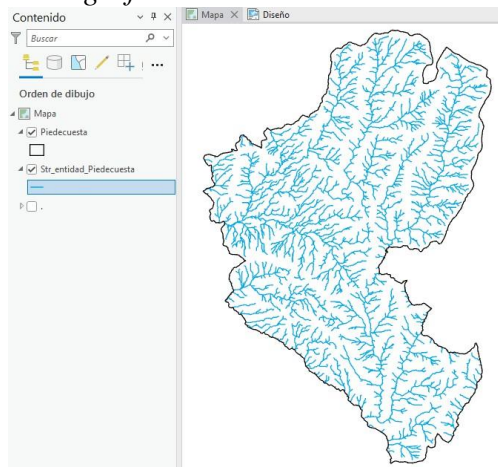 Contenido
Buscar
Orden de dibujo
Mapa
Piedecuesta
Str_entidad_Piedecuesta
.
Mapa
Diseño